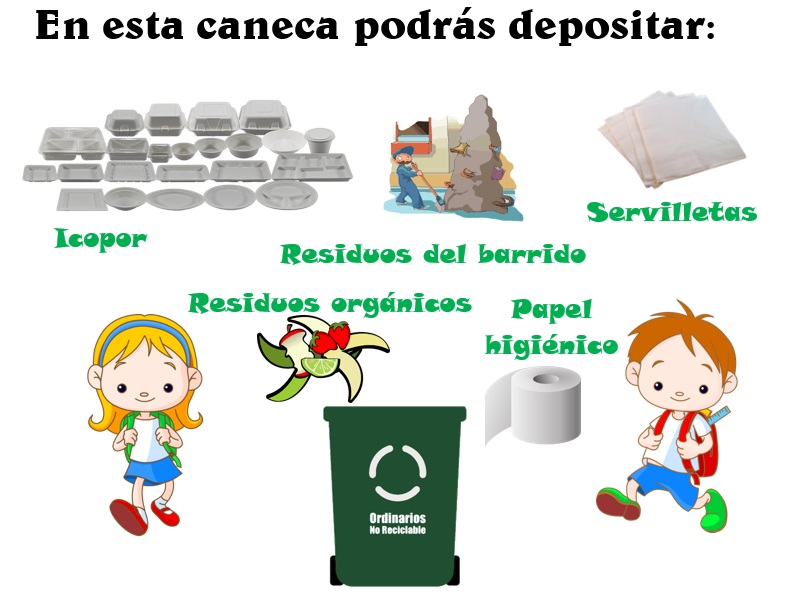 En esta caneca podrás depositar:
Icopor
Residuos del barrido
Servilletas
Residuos orgánicos
Papel
higiénico
Ordinarios
No Reciclable